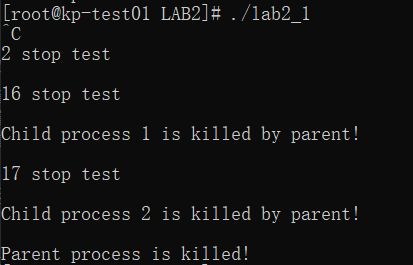 [root@kp-test01 LAB2]# ./lab2_1
^C
2 stop test
16 stop test
Child process 1 is killed by parent!
17 stop test
Child process 2 is killed by parent!
Parent process is killed!